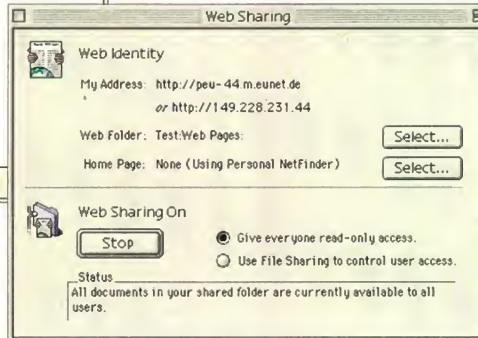 Web Sharing
Web Identity
My Address: http://peu-44.m.eunet.de
or http://149.228.231.44
Web Folder: Test:Web Pages:
Select...
Home Page: None (Using Personal NetFinder)
Select...
Web Sharing On
Stop
Give everyone read-only access.
Use File Sharing to control user access.
Status
All documents in your shared folder are currently available to all
users.